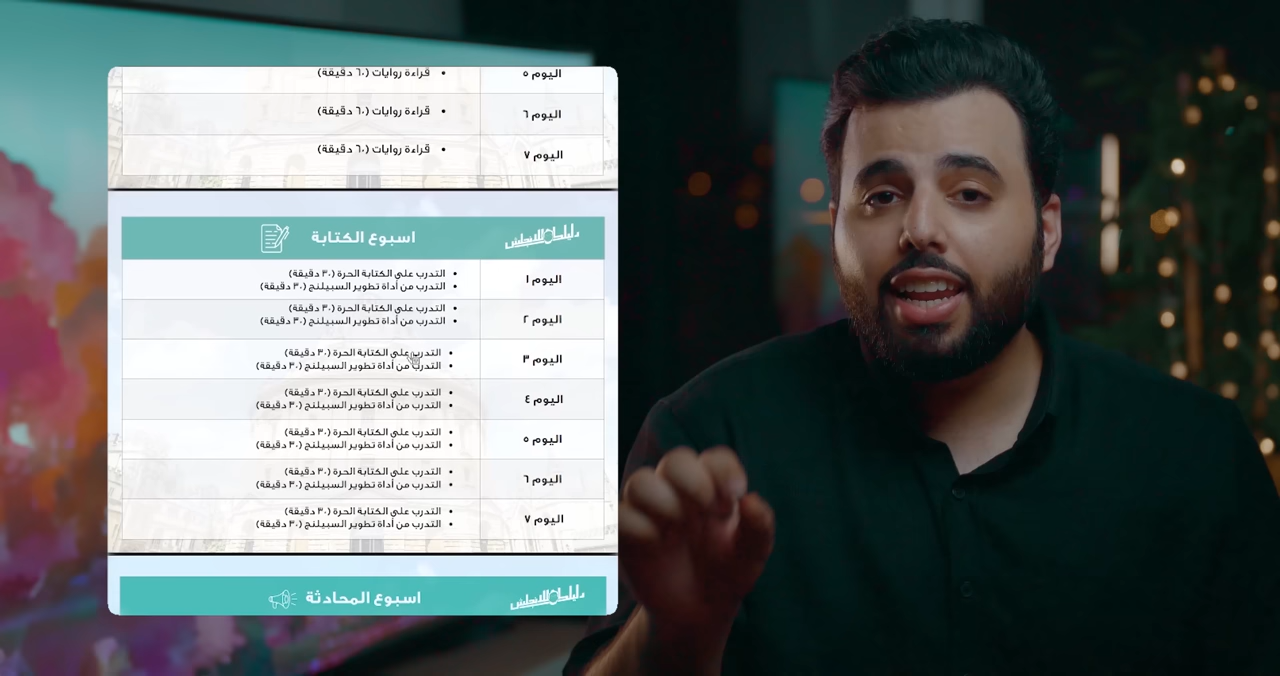 اليوم ٥
• قراءة روايات (٦٠ دقيقة)
اليوم ٦
• قراءة روايات (٦٠ دقيقة)
اليوم ٧
• قراءة روايات (٦٠ دقيقة)
اسبوع الكتابة
اليوم ١
• التدرب على الكتابة الحرة (٣٠ دقيقة)
• التدرب من أداة تطوير السبيلنج (٣٠ دقيقة)
اليوم ٢
• التدرب على الكتابة الحرة (٣٠ دقيقة)
• التدرب من أداة تطوير السبيلنج (٣٠ دقيقة)
اليوم ٣
• التدرب على الكتابة الحرة (٣٠ دقيقة)
• التدرب من أداة تطوير السبيلنج (٣٠ دقيقة)
اليوم ٤
• التدرب على الكتابة الحرة (٣٠ دقيقة)
• التدرب من أداة تطوير السبيلنج (٣٠ دقيقة)
اليوم ٥
• التدرب على الكتابة الحرة (٣٠ دقيقة)
• التدرب من أداة تطوير السبيلنج (٣٠ دقيقة)
اليوم ٦
• التدرب على الكتابة الحرة (٣٠ دقيقة)
• التدرب من أداة تطوير السبيلنج (٣٠ دقيقة)
اليوم ٧
• التدرب على الكتابة الحرة (٣٠ دقيقة)
• التدرب من أداة تطوير السبيلنج (٣٠ دقيقة)
اسبوع المحادثة